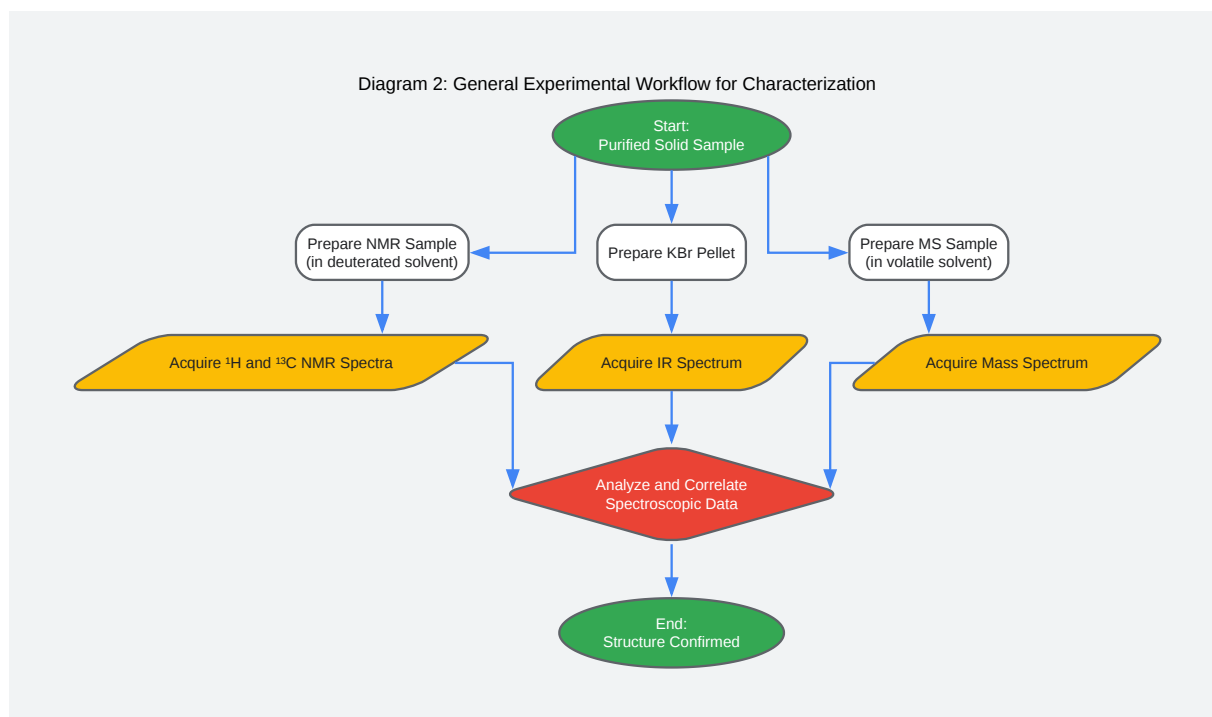 Diagram 2: General Experimental Workflow for Characterization
Start:
Purified Solid Sample
Prepare NMR Sample
(in deuterated solvent)
Prepare KBr Pellet
Prepare MS Sample
(in volatile solvent)
Acquire ¹H and ¹³C NMR Spectra
Acquire IR Spectrum
Acquire Mass Spectrum
Analyze and Correlate
Spectroscopic Data
End:
Structure Confirmed